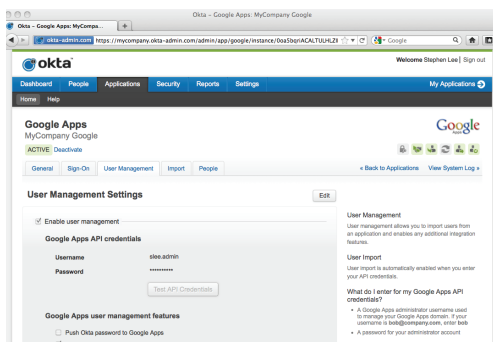 Okta - Google Apps: MyCompany Google
Okta - Google Apps: MyCompa... +
okta-admin.com https://mycompany.okta-admin.com/admin/app/google/instance/0oa5bqriACALTULHLZI Google
okta
Welcome Stephen Lee | Sign out
Dashboard People Applications Security Reports Settings My Applications
Home Help
Google Apps
MyCompany Google
Google
Apps
ACTIVE Deactivate
General Sign-On User Management Import People « Back to Applications View System Log »
User Management Settings Edit
Enable user management
Google Apps API credentials
Username slee.admin
Password **********
Test API Credentials
Google Apps user management features
Push Okta password to Google Apps
User Management
User management allows you to import users from
an application and enables any additional integration
features.
User Import
User import is automatically enabled when you enter
your API credentials.
What do I enter for my Google Apps API
credentials?
• A Google Apps administrator username used
to manage your Google Apps domain. If your
username is bob@company.com, enter bob
• A password for your administrator account